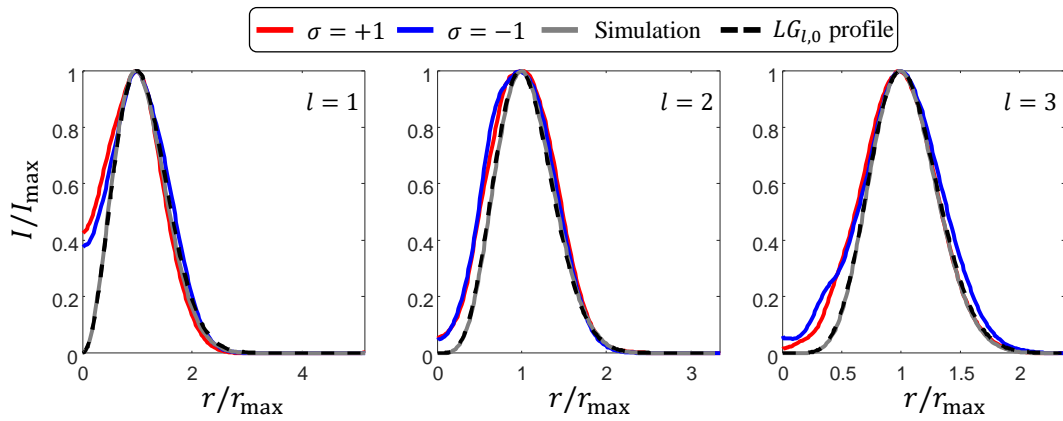 σ = +1 σ = −1 Simulation LG_{l,0} profile
I/I_max
l = 1
1
0.8
0.6
0.4
0.2
0
0 2 4
r/r_max
l = 2
1
0.8
0.6
0.4
0.2
0
0 1 2 3
r/r_max
l = 3
1
0.8
0.6
0.4
0.2
0
0 0.5 1 1.5 2
r/r_max